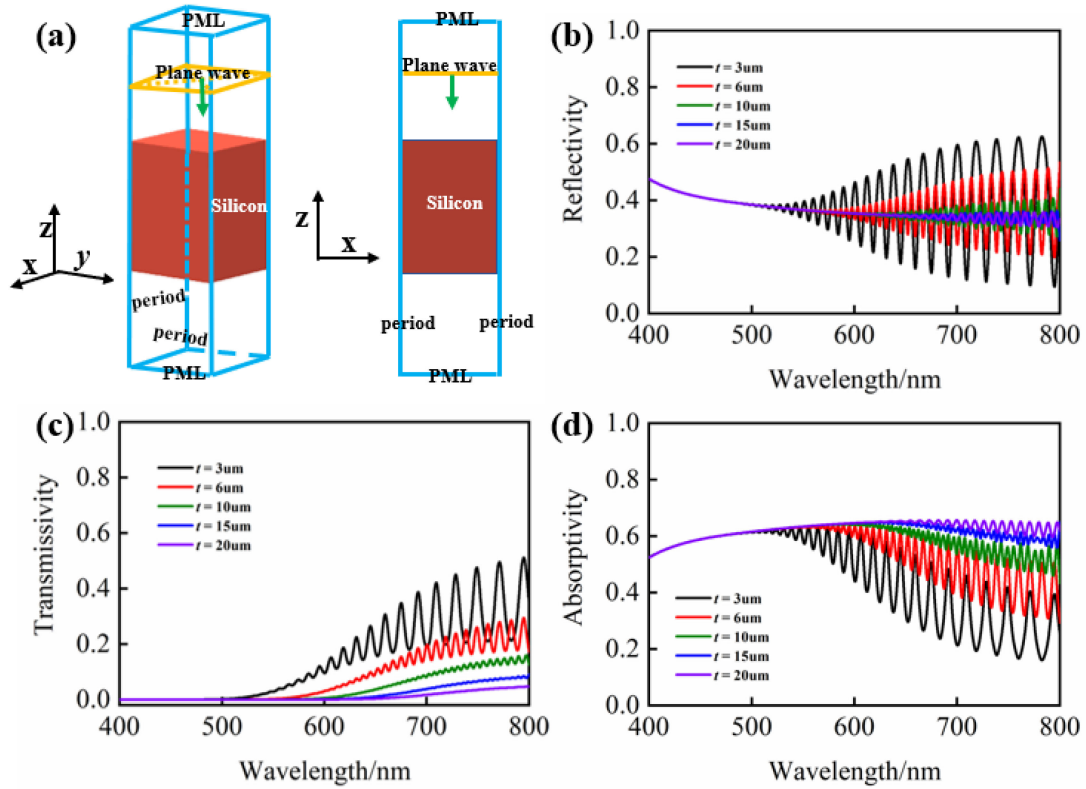 (a)
PML
Plane wave
Silicon
z
x
y
period
period
PML
PML
Plane wave
Silicon
z
x
period
period
PML
(b)
1.0
0.8
0.6
0.4
0.2
0.0
Reflectivity
t = 3um
t = 6um
t = 10um
t = 15um
t = 20um
400 500 600 700 800
Wavelength/nm
(c)
1.0
0.8
0.6
0.4
0.2
0.0
Transmissivity
t = 3um
t = 6um
t = 10um
t = 15um
t = 20um
400 500 600 700 800
Wavelength/nm
(d)
1.0
0.8
0.6
0.4
0.2
0.0
Absorptivity
t = 3um
t = 6um
t = 10um
t = 15um
t = 20um
400 500 600 700 800
Wavelength/nm